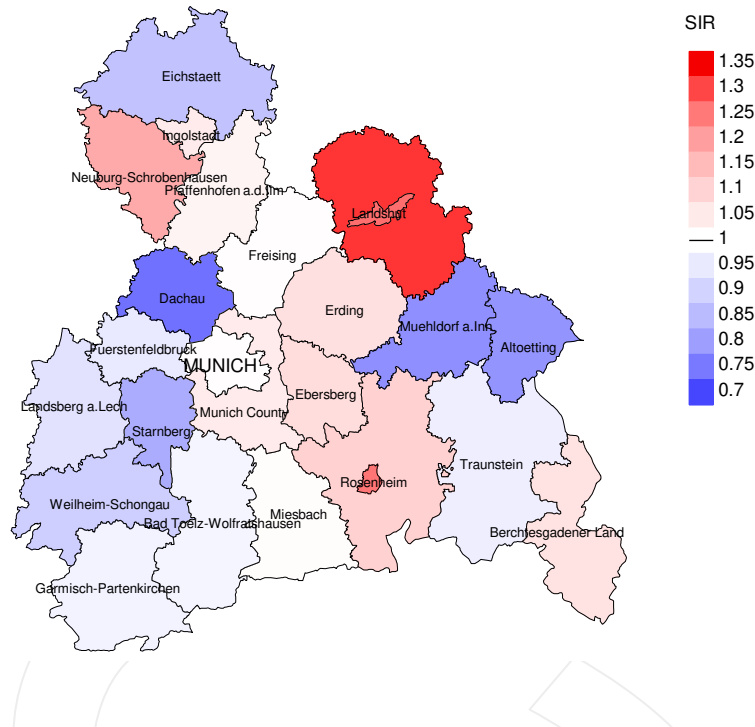 SIR
1.35
1.3
1.25
1.2
1.15
1.1
1.05
1
0.95
0.9
0.85
0.8
0.75
0.7
Eichstaett
Ingolstadt
Neuburg-Schrobenhausen
Pfaffenhofen a.d.Ilm
Landshut
Freising
Dachau
Erding
Muehldorf a.Inn
Altoetting
Fuerstenfeldbruck
MUNICH
Ebersberg
Landsberg a.Lech
Munich County
Starnberg
Traunstein
Rosenheim
Weilheim-Schongau
Miesbach
Bad Toelz-Wolfratshausen
Berchtesgadener Land
Garmisch-Partenkirchen